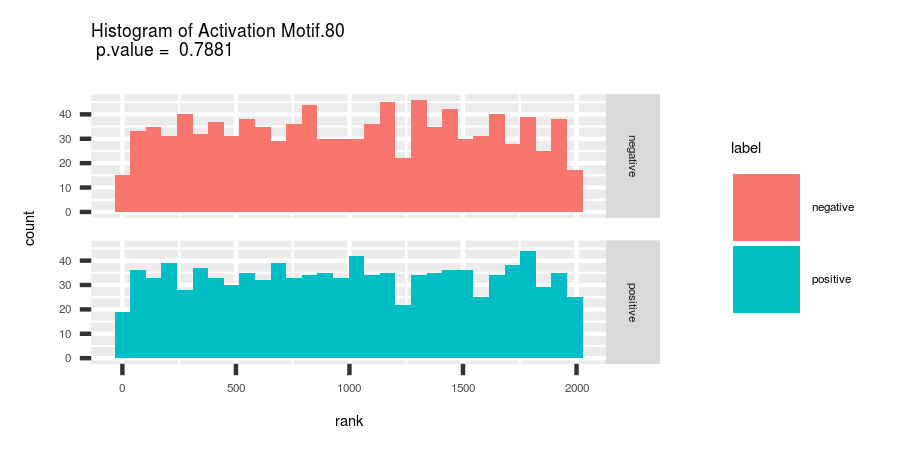 Histogram of Activation Motif.80
p.value = 0.7881
count
40
30
20
10
0
negative
40
30
20
10
0
positive
0 500 1000 1500 2000
rank
label
negative
positive